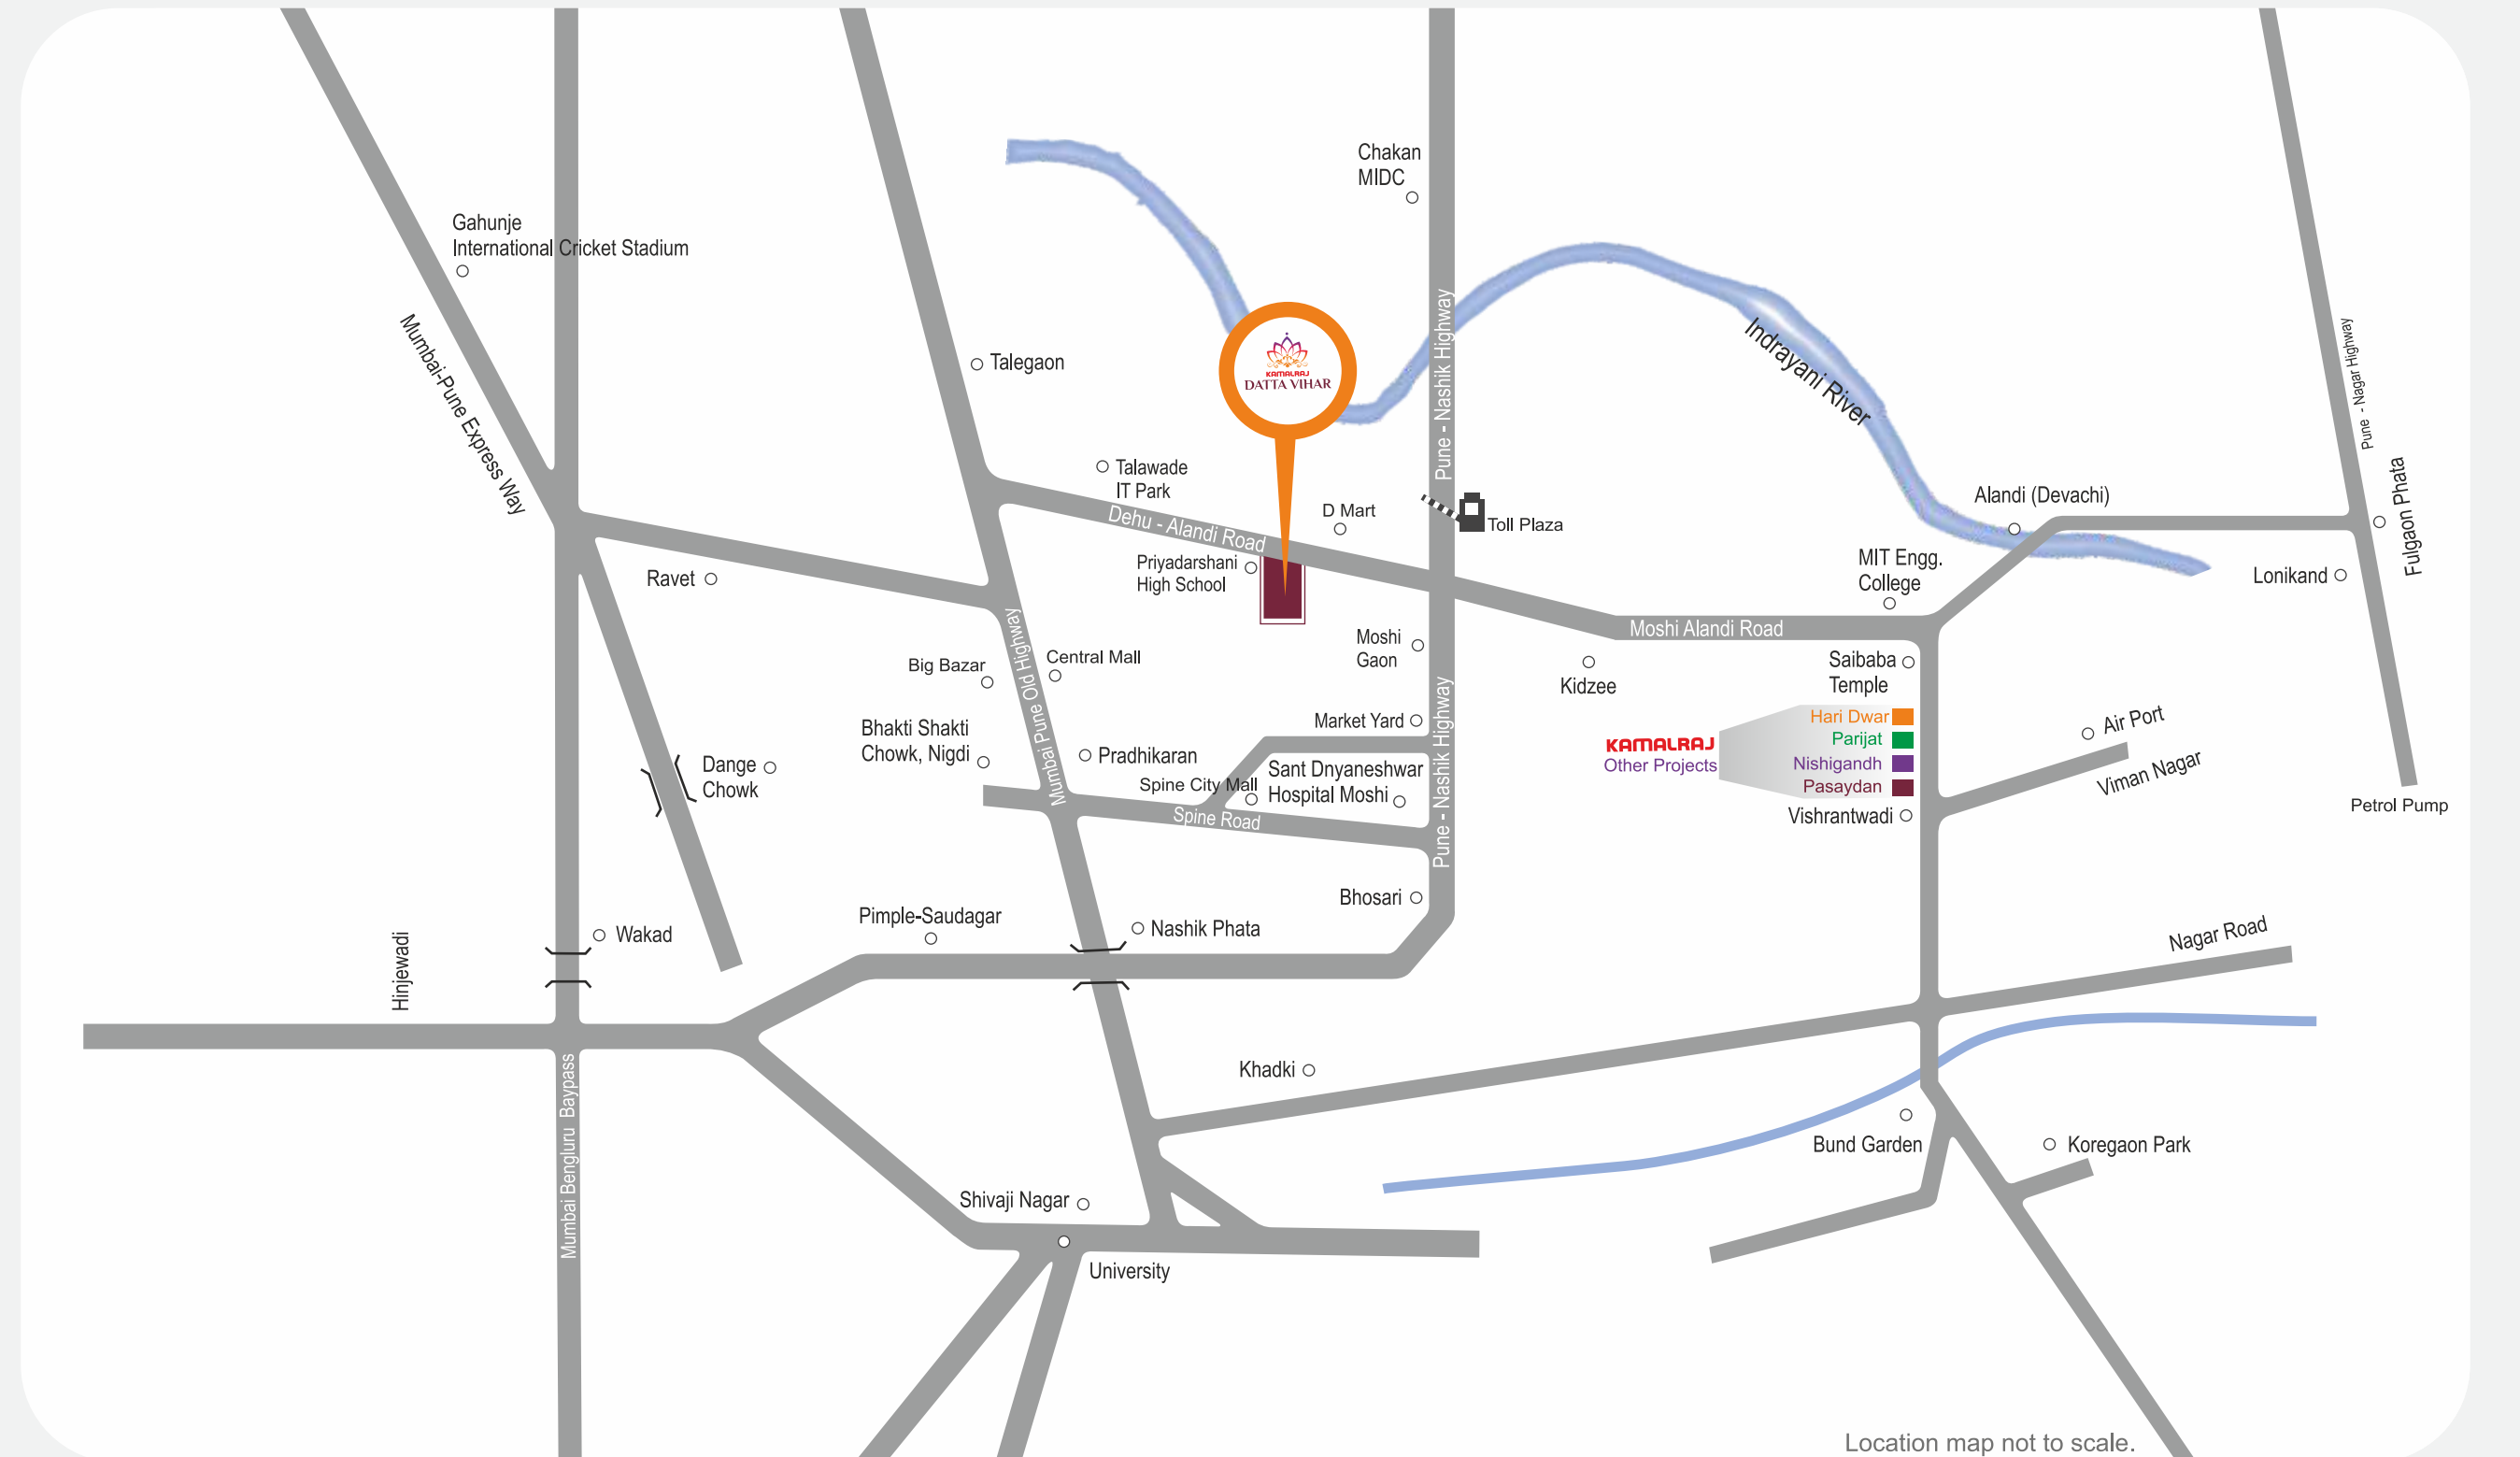 Chakan
MIDC
Gahunje
International Cricket Stadium
Mumbai-Pune Express Way
Talegaon
KAMALRAJ
DATTA VIHAR
Pune - Nashik Highway
Indrayani River
Pune - Nagar Highway
Fulgaon Phata
Talawade
IT Park
Dehu - Alandi Road
D Mart
Toll Plaza
Alandi (Devachi)
Priyadarshani
High School
MIT Engg.
College
Lonikand
Ravet
Moshi Alandi Road
Moshi
Gaon
Mumbai Pune Old Highway
Big Bazar
Central Mall
Kidzee
Saibaba
Temple
Market Yard
Pune - Nashik Highway
Hari Dwar
Parijat
Nishigandh
Pasaydan
KAMALRAJ
Other Projects
Air Port
Viman Nagar
Bhakti Shakti
Chowk, Nigdi
Pradhikaran
Dange
Chowk
Spine City Mall
Sant Dnyaneshwar
Hospital Moshi
Spine Road
Vishrantwadi
Petrol Pump
Bhosari
Pimple-Saudagar
Nashik Phata
Wakad
Hinjewadi
Nagar Road
Mumbai Bengluru Baypass
Khadki
Bund Garden
Koregaon Park
Shivaji Nagar
University
Location map not to scale.